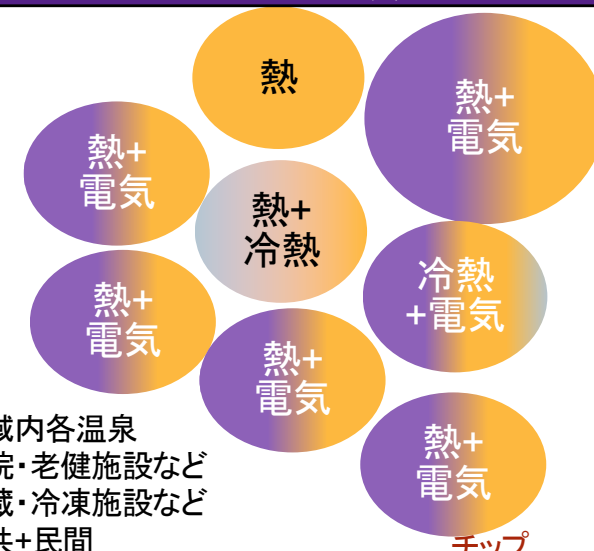 熱
熱+
電気
熱+
電気
熱+
冷熱
冷熱
+電気
熱+
電気
熱+
電気
熱+
電気
域内各温泉
院・老健施設など
蔵・冷凍施設など
共+民間
チップ